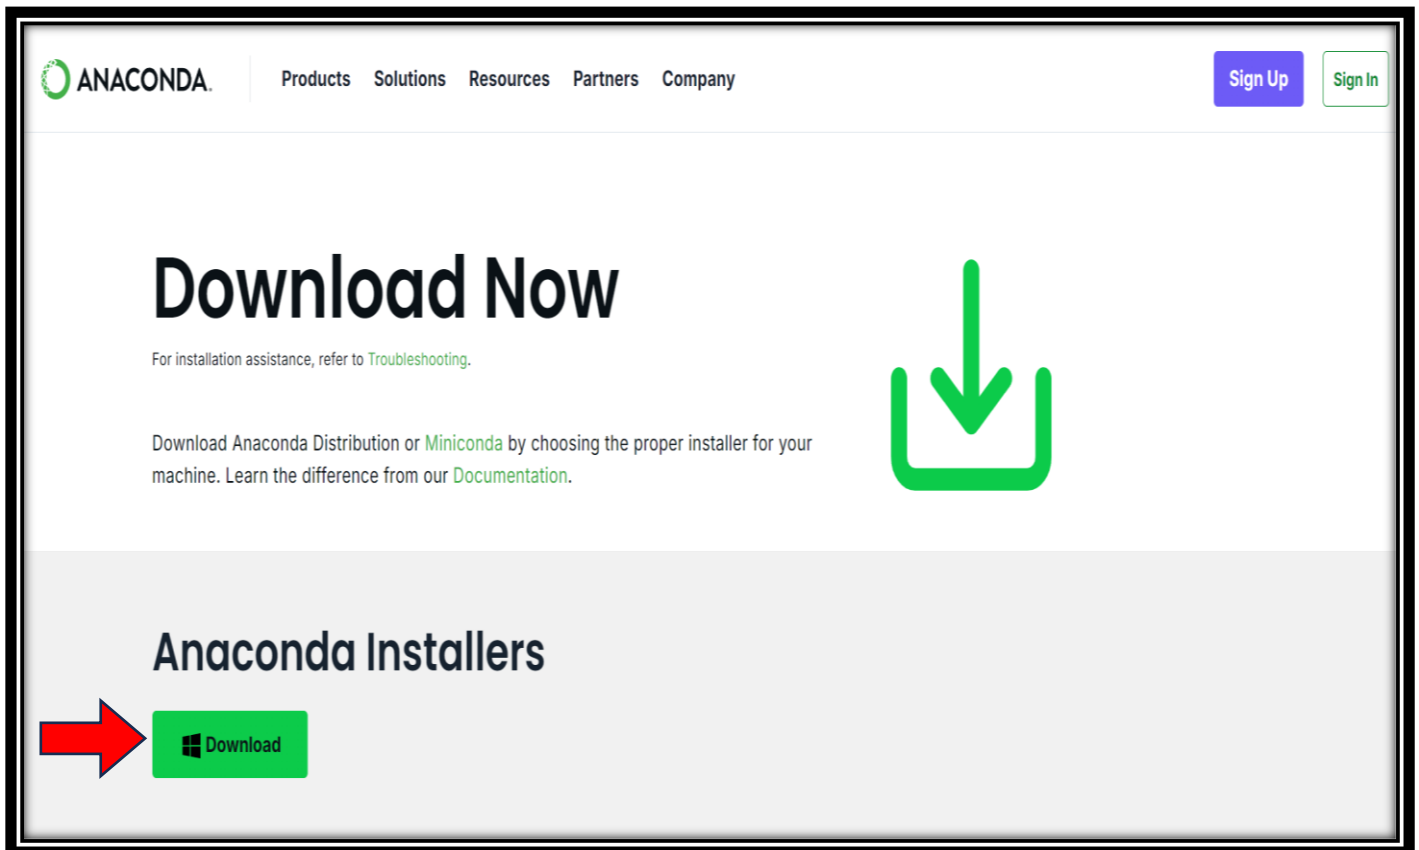 ANACONDA.
Products Solutions Resources Partners Company
Sign Up
Sign In
Download Now
For installation assistance, refer to Troubleshooting.
Download Anaconda Distribution or Miniconda by choosing the proper installer for your
machine. Learn the difference from our Documentation.
Anaconda Installers
Download